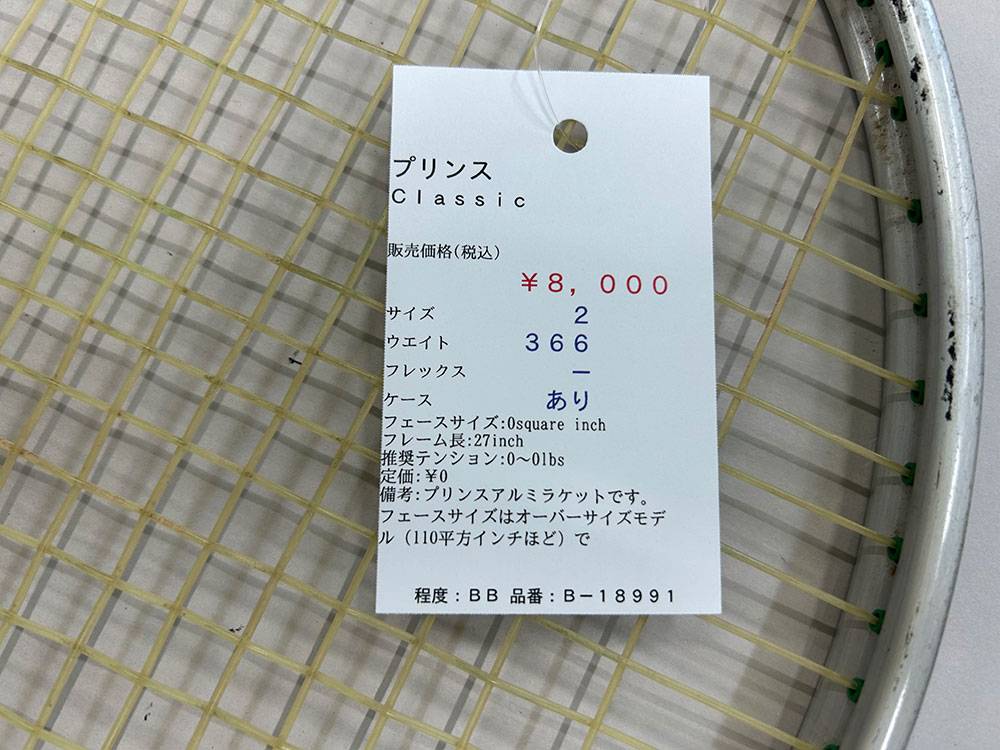 プリンス
Classic
販売価格(税込)
¥8,000
サイズ 2
ウエイト 366
フレックス ー
ケース あり
フェースサイズ:0square inch
フレーム長:27inch
推奨テンション:0〜0lbs
定価:¥0
備考:プリンスアルミラケットです。
フェースサイズはオーバーサイズモデ
ル（110平方インチほど）で
程度：BB 品番：B－18991